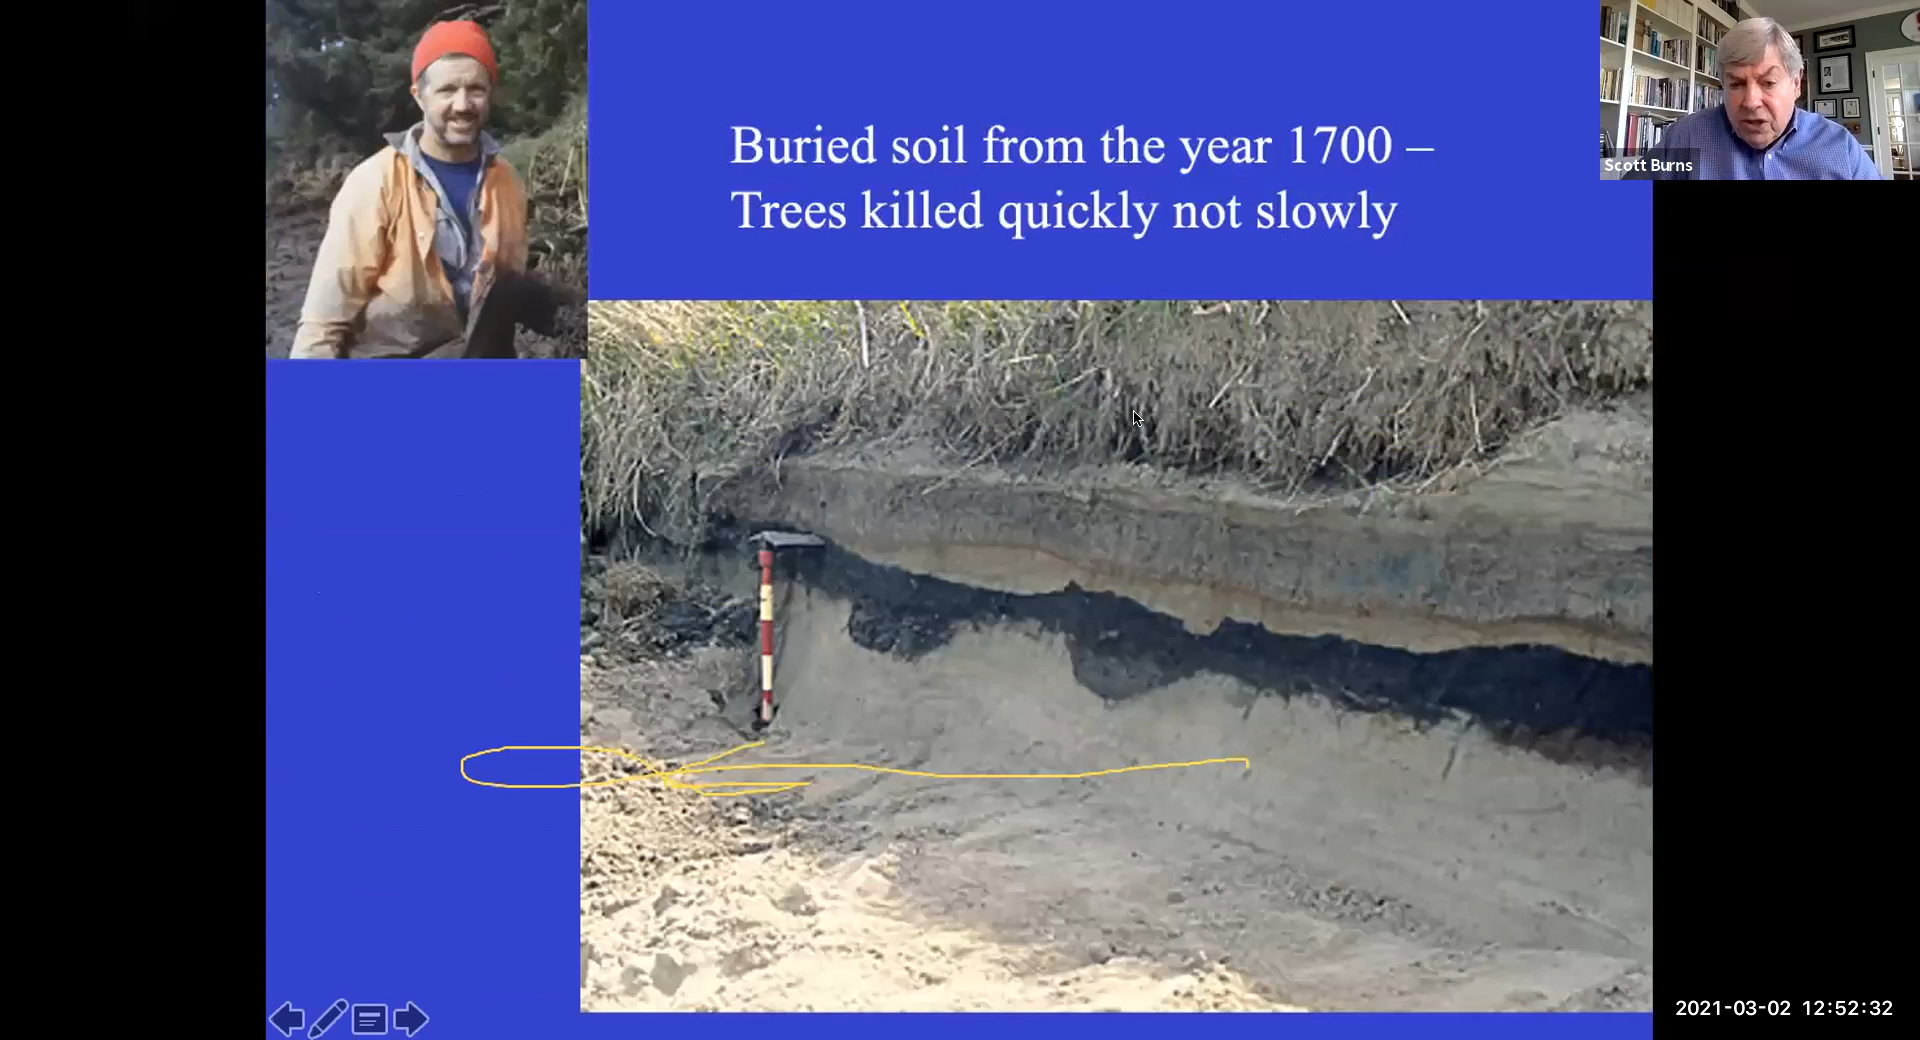 Buried soil from the year 1700 –
Trees killed quickly not slowly
Scott Burns
2021-03-02 12:52:32